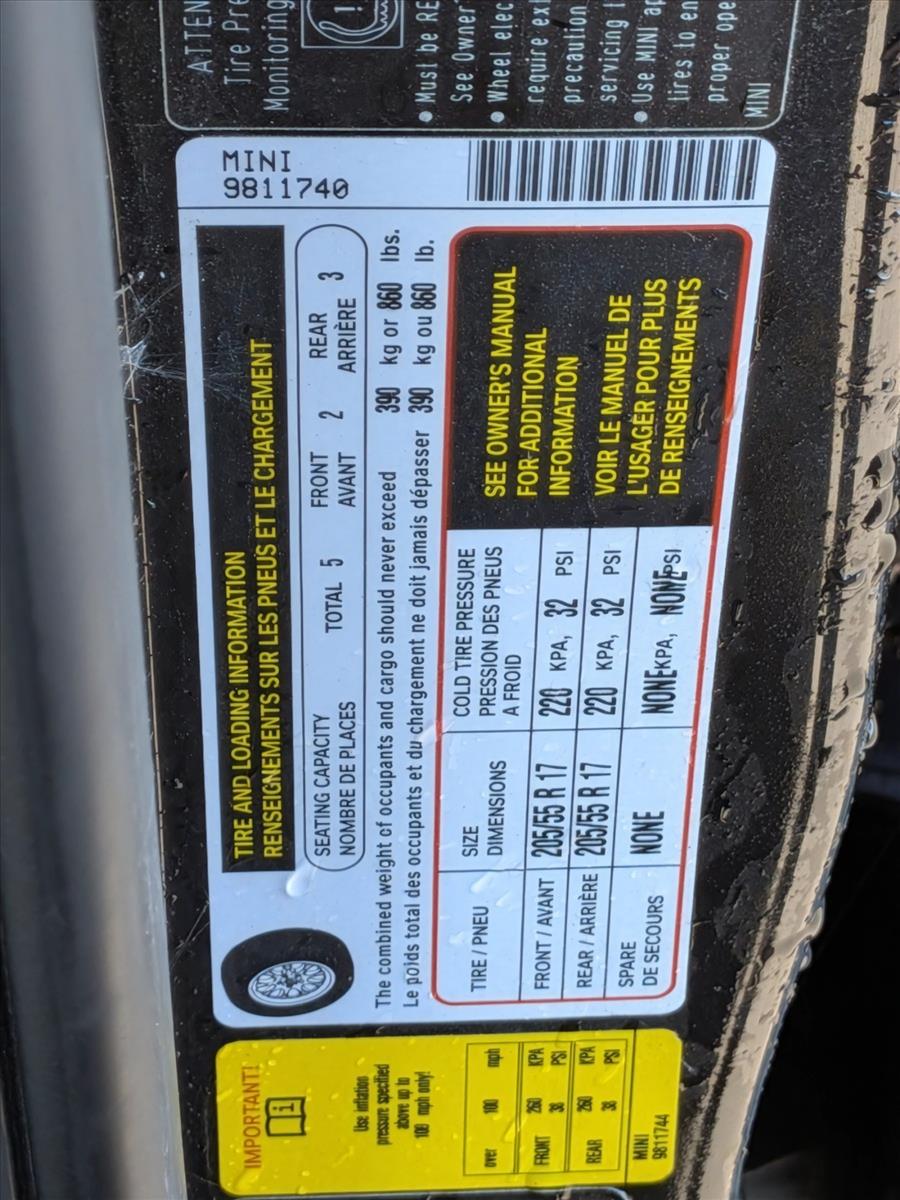 ATTEN
Tire Pre
Monitoring
Must be RE
See Owner
Wheel elec
require ex
precaution
servicing
Use MINI ap
tires to en
proper ope
MINI
MINI
9811740
TIRE AND LOADING INFORMATION
RENSEIGNEMENTS SUR LES PNEUS ET LE CHARGEMENT
SEATING CAPACITY TOTAL 5 FRONT 2 REAR 3
NOMBRE DE PLACES AVANT ARRIÈRE
The combined weight of occupants and cargo should never exceed 390 kg or 860 lbs.
Le poids total des occupants et du chargement ne doit jamais dépasser 390 kg ou 860 lb.
TIRE / PNEU SIZE COLD TIRE PRESSURE
DIMENSIONS PRESSION DES PNEUS
A FROID
FRONT / AVANT 205/55 R 17 220 KPA, 32 PSI
REAR / ARRIÈRE 205/55 R 17 220 KPA, 32 PSI
SPARE NONE NONE KPA, NONE PSI
DE SECOURS
SEE OWNER'S MANUAL
FOR ADDITIONAL
INFORMATION
VOIR LE MANUEL DE
L'USAGER POUR PLUS
DE RENSEIGNEMENTS
IMPORTANT!
Use inflation
pressure specified
above up to
100 mph only!
over 100 mph
FRONT 260 KPA
38 PSI
REAR 260 KPA
38 PSI
MINI
9811744